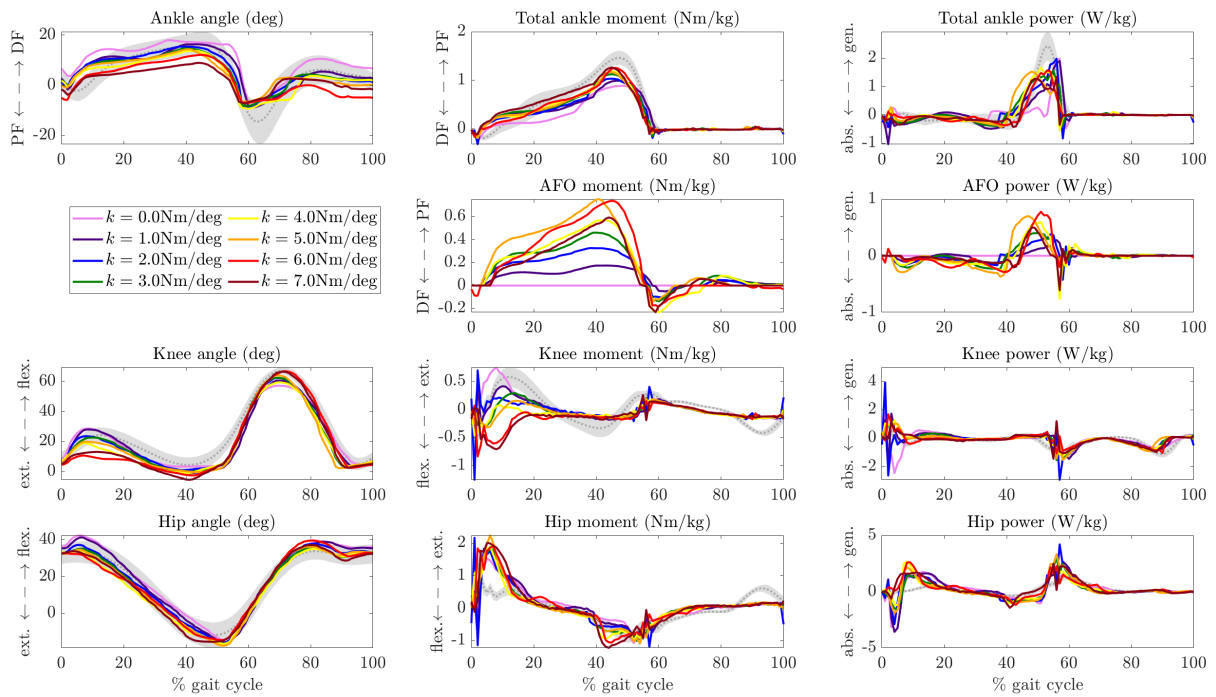 Ankle angle (deg)
PF ← – → DF
20
0
-20
0 20 40 60 80 100
Total ankle moment (Nm/kg)
DF ← – → PF
2
1
0
0 20 40 60 80 100
Total ankle power (W/kg)
abs. ← – → gen.
2
1
0
-1
0 20 40 60 80 100
k = 0.0Nm/deg
k = 1.0Nm/deg
k = 2.0Nm/deg
k = 3.0Nm/deg
k = 4.0Nm/deg
k = 5.0Nm/deg
k = 6.0Nm/deg
k = 7.0Nm/deg
AFO moment (Nm/kg)
DF ← – → PF
0.6
0.4
0.2
0
-0.2
0 20 40 60 80 100
AFO power (W/kg)
abs. ← – → gen.
1
0
-1
0 20 40 60 80 100
Knee angle (deg)
ext. ← – → flex.
60
40
20
0
0 20 40 60 80 100
Knee moment (Nm/kg)
flex. ← – → ext.
0.5
0
-0.5
-1
0 20 40 60 80 100
Knee power (W/kg)
abs. ← – → gen.
4
2
0
-2
0 20 40 60 80 100
Hip angle (deg)
ext. ← – → flex.
40
20
0
0 20 40 60 80 100
% gait cycle
Hip moment (Nm/kg)
flex. ← – → ext.
2
1
0
-1
0 20 40 60 80 100
% gait cycle
Hip power (W/kg)
abs. ← – → gen.
5
0
-5
0 20 40 60 80 100
% gait cycle